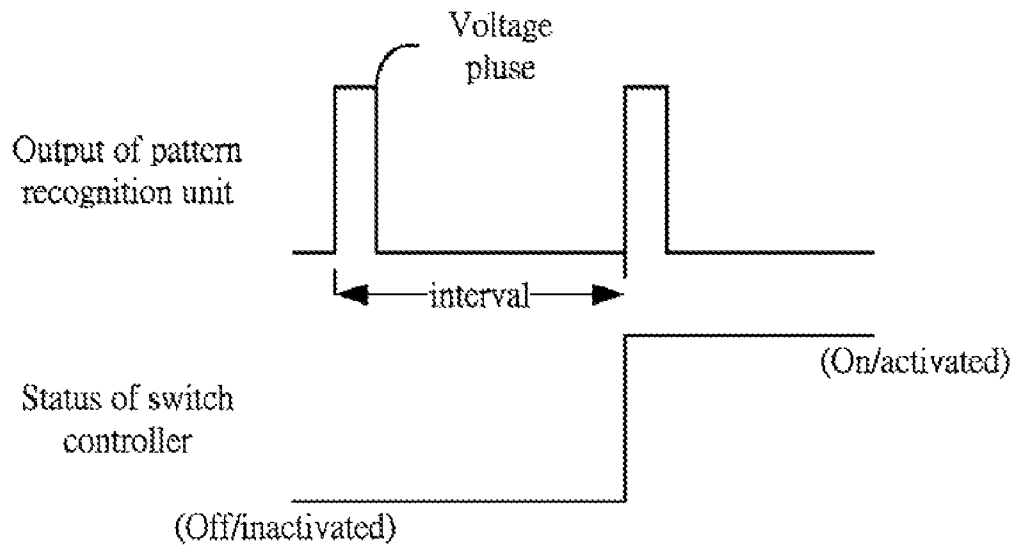 Voltage
pluse
Output of pattern
recognition unit
interval
(On/activated)
Status of switch
controller
(Off/inactivated)